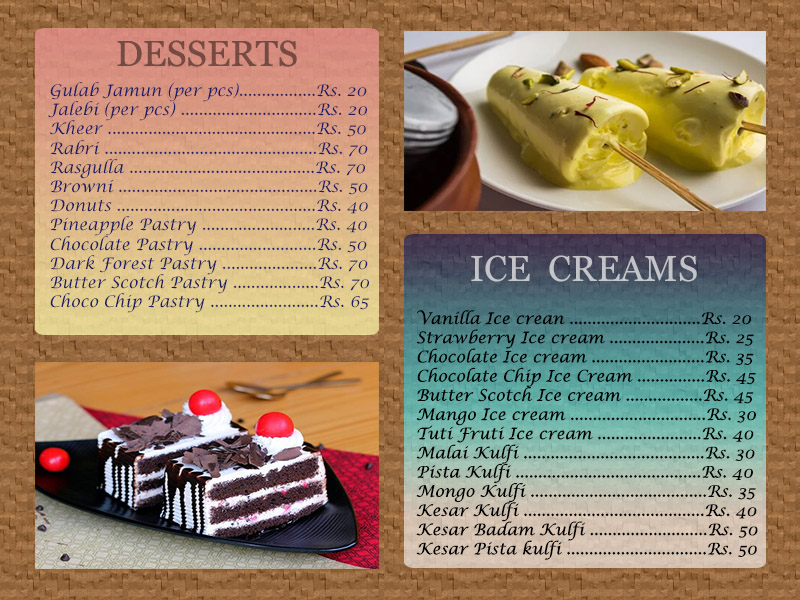 DESSERTS
Gulab Jamun (per pcs)................Rs. 20
Jalebi (per pcs) ............................Rs. 20
Kheer ...........................................Rs. 50
Rabri ............................................Rs. 70
Rasgulla .......................................Rs. 70
Browni .........................................Rs. 50
Donuts .........................................Rs. 40
Pineapple Pastry ........................Rs. 40
Chocolate Pastry ........................Rs. 50
Dark Forest Pastry ....................Rs. 70
Butter Scotch Pastry ..................Rs. 70
Choco Chip Pastry ......................Rs. 65
ICE CREAMS
Vanilla Ice crean ...........................Rs. 20
Strawberry Ice cream ...................Rs. 25
Chocolate Ice cream ......................Rs. 35
Chocolate Chip Ice Cream ..............Rs. 45
Butter Scotch Ice cream .................Rs. 45
Mango Ice cream ............................Rs. 30
Tuti Fruti Ice cream ......................Rs. 40
Malai Kulfi ...................................Rs. 30
Pista Kulfi ......................................Rs. 40
Mongo Kulfi ....................................Rs. 35
Kesar Kulfi ......................................Rs. 40
Kesar Badam Kulfi ........................Rs. 50
Kesar Pista kulfi .............................Rs. 50